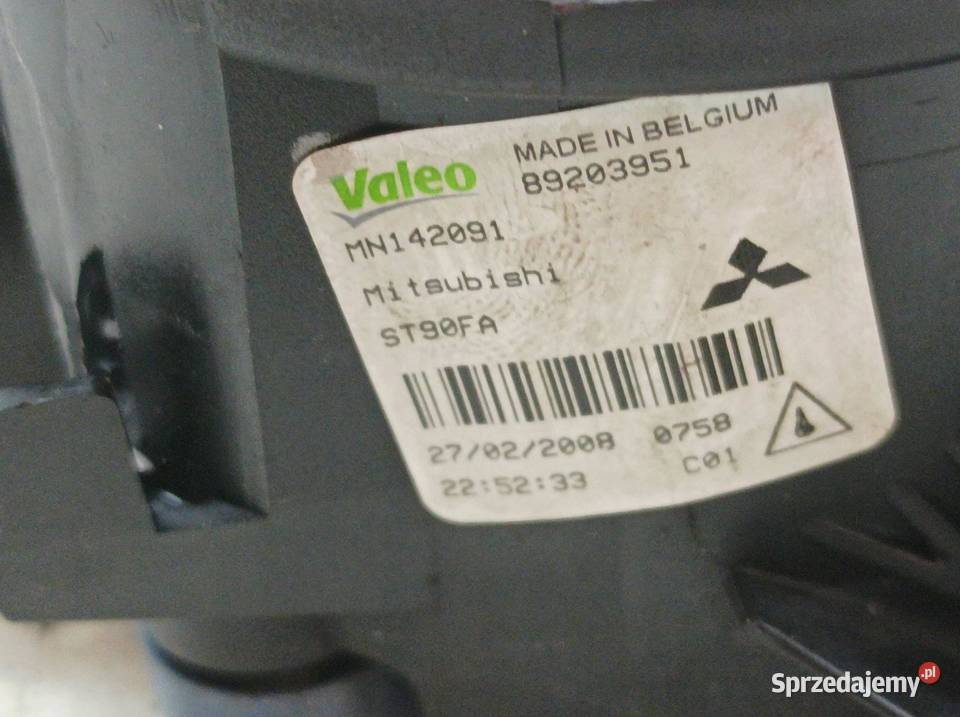 Valeo
MADE IN BELGIUM
89203951
MN142091
Mitsubishi
ST90FA
27/02/2008 0758
22:52:33 C01
Sprzedajemy.pl